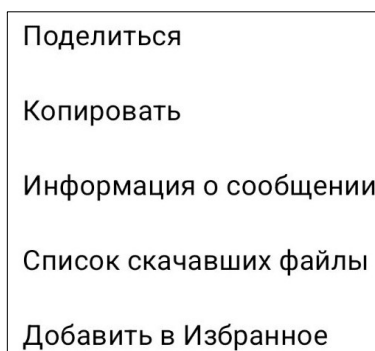 Поделиться
Копировать
Информация о сообщении
Список скачавших файлы
Добавить в Избранное